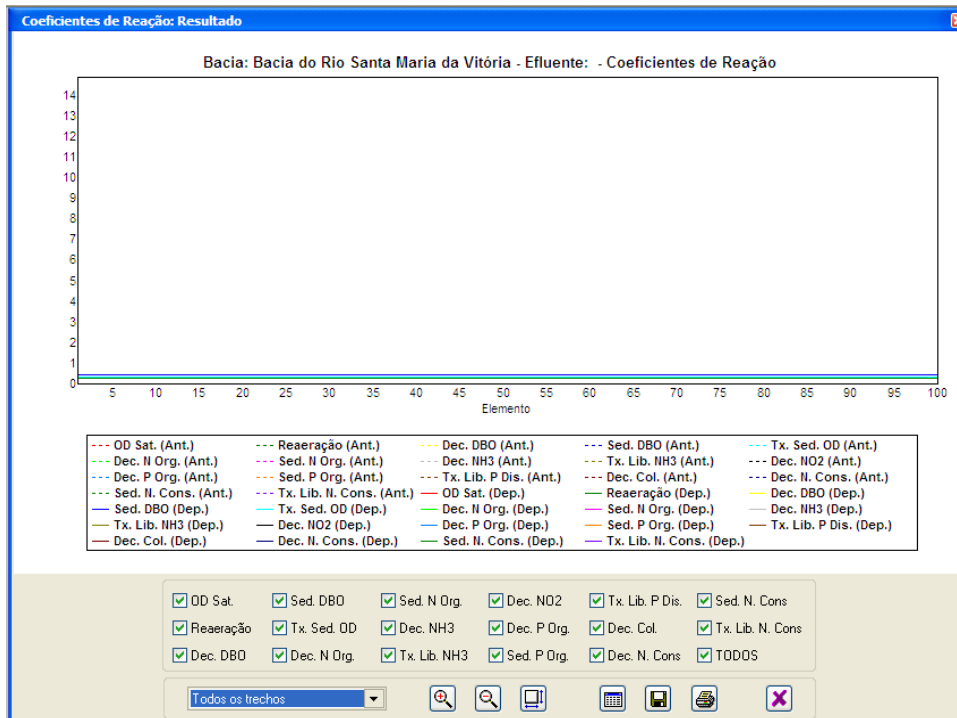 Coeficientes de Reação: Resultado
Bacia: Bacia do Rio Santa Maria da Vitória - Efluente:  - Coeficientes de Reação
14
13
12
11
10
9
8
7
6
5
4
3
2
1
0
5 10 15 20 25 30 35 40 45 50 55 60 65 70 75 80 85 90 95 100
Elemento
OD Sat. (Ant.) Reaeração (Ant.) Dec. DBO (Ant.) Sed. DBO (Ant.) Tx. Sed. OD (Ant.)
Dec. N Org. (Ant.) Sed. N Org. (Ant.) Dec. NH3 (Ant.) Tx. Lib. NH3 (Ant.) Dec. NO2 (Ant.)
Dec. P Org. (Ant.) Sed. P Org. (Ant.) Tx. Lib. P Dis. (Ant.) Dec. Col. (Ant.) Dec. N. Cons. (Ant.)
Sed. N. Cons. (Ant.) Tx. Lib. N. Cons. (Ant.) OD Sat. (Dep.) Reaeração (Dep.) Dec. DBO (Dep.)
Sed. DBO (Dep.) Tx. Sed. OD (Dep.) Dec. N Org. (Dep.) Sed. N Org. (Dep.) Dec. NH3 (Dep.)
Tx. Lib. NH3 (Dep.) Dec. NO2 (Dep.) Dec. P Org. (Dep.) Sed. P Org. (Dep.) Tx. Lib. P Dis. (Dep.)
Dec. Col. (Dep.) Dec. N. Cons. (Dep.) Sed. N. Cons. (Dep.) Tx. Lib. N. Cons. (Dep.)
OD Sat. Sed. DBO Sed. N Org. Dec. NO2 Tx. Lib. P Dis. Sed. N. Cons
Reaeração Tx. Sed. OD Dec. NH3 Dec. P Org. Dec. Col. Tx. Lib. N. Cons
Dec. DBO Dec. N Org. Tx. Lib. NH3 Sed. P Org. Dec. N. Cons TODOS
Todos os trechos